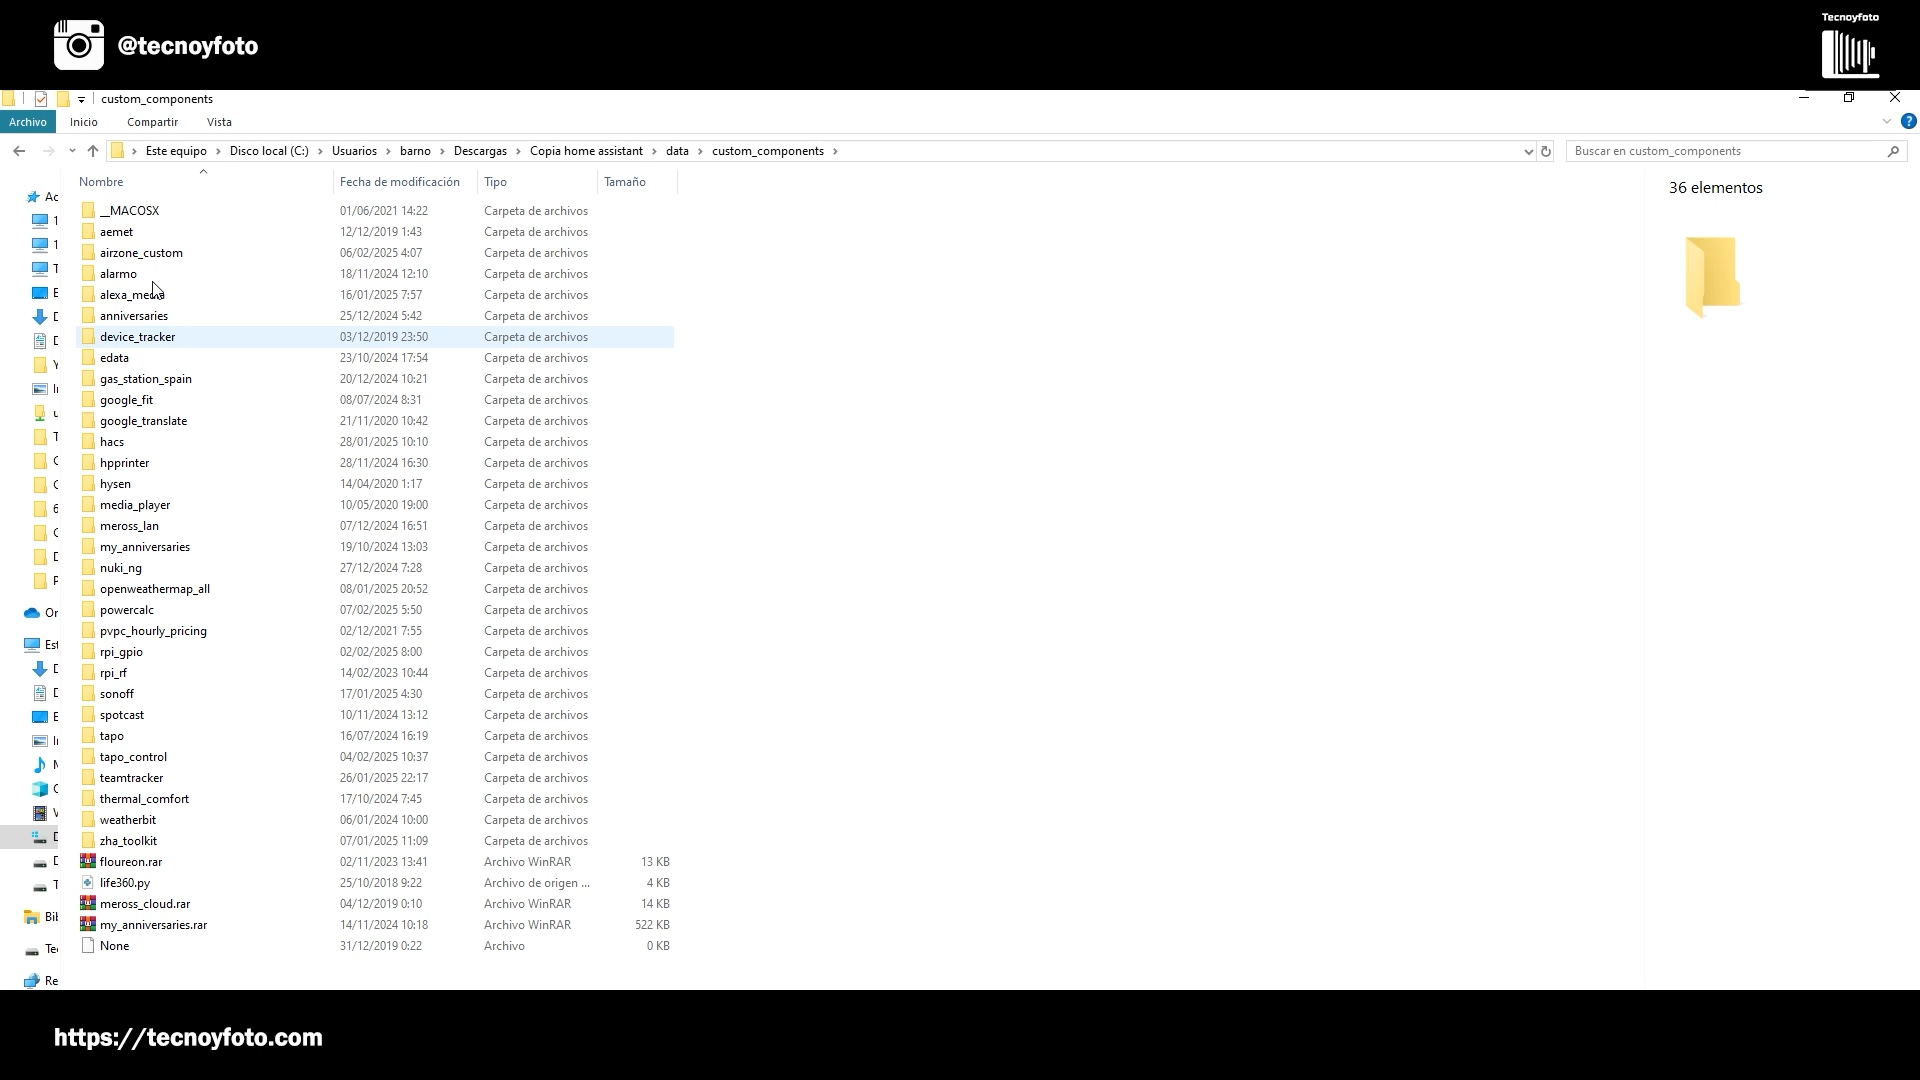 @tecnoyfoto
Tecnoyfoto
custom_components
Archivo Inicio Compartir Vista
Este equipo Disco local (C:) Usuarios barno Descargas Copia home assistant data custom_components
Buscar en custom_components
Nombre Fecha de modificación Tipo Tamaño
36 elementos
__MACOSX 01/06/2021 14:22 Carpeta de archivos
aemet 12/12/2019 1:43 Carpeta de archivos
airzone_custom 06/02/2025 4:07 Carpeta de archivos
alarmo 18/11/2024 12:10 Carpeta de archivos
alexa_media 16/01/2025 7:57 Carpeta de archivos
anniversaries 25/12/2024 5:42 Carpeta de archivos
device_tracker 03/12/2019 23:50 Carpeta de archivos
edata 23/10/2024 17:54 Carpeta de archivos
gas_station_spain 20/12/2024 10:21 Carpeta de archivos
google_fit 08/07/2024 8:31 Carpeta de archivos
google_translate 21/11/2020 10:42 Carpeta de archivos
hacs 28/01/2025 10:10 Carpeta de archivos
hpprinter 28/11/2024 16:30 Carpeta de archivos
hysen 14/04/2020 1:17 Carpeta de archivos
media_player 10/05/2020 19:00 Carpeta de archivos
meross_lan 07/12/2024 16:51 Carpeta de archivos
my_anniversaries 19/10/2024 13:03 Carpeta de archivos
nuki_ng 27/12/2024 7:28 Carpeta de archivos
openweathermap_all 08/01/2025 20:52 Carpeta de archivos
powercalc 07/02/2025 5:50 Carpeta de archivos
pvpc_hourly_pricing 02/12/2021 7:55 Carpeta de archivos
rpi_gpio 02/02/2025 8:00 Carpeta de archivos
rpi_rf 14/02/2023 10:44 Carpeta de archivos
sonoff 17/01/2025 4:30 Carpeta de archivos
spotcast 10/11/2024 13:12 Carpeta de archivos
tapo 16/07/2024 16:19 Carpeta de archivos
tapo_control 04/02/2025 10:37 Carpeta de archivos
teamtracker 26/01/2025 22:17 Carpeta de archivos
thermal_comfort 17/10/2024 7:45 Carpeta de archivos
weatherbit 06/01/2024 10:00 Carpeta de archivos
zha_toolkit 07/01/2025 11:09 Carpeta de archivos
floureon.rar 02/11/2023 13:41 Archivo WinRAR 13 KB
life360.py 25/10/2018 9:22 Archivo de origen ... 4 KB
meross_cloud.rar 04/12/2019 0:10 Archivo WinRAR 14 KB
my_anniversaries.rar 14/11/2024 10:18 Archivo WinRAR 522 KB
None 31/12/2019 0:22 Archivo 0 KB
https://tecnoyfoto.com